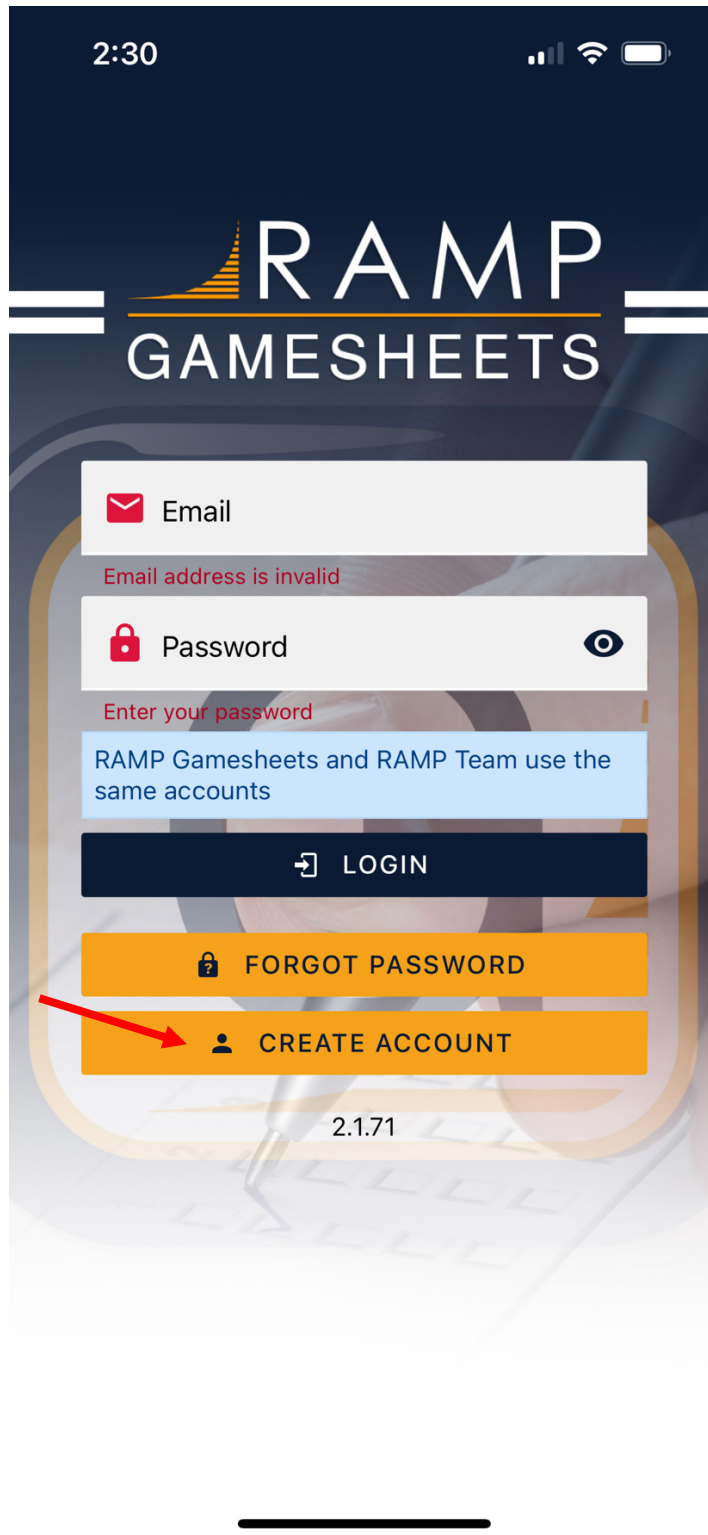 2:30
RAMP
GAMESHEETS
Email
Email address is invalid
Password
Enter your password
RAMP Gamesheets and RAMP Team use the
same accounts
LOGIN
FORGOT PASSWORD
CREATE ACCOUNT
2.1.71